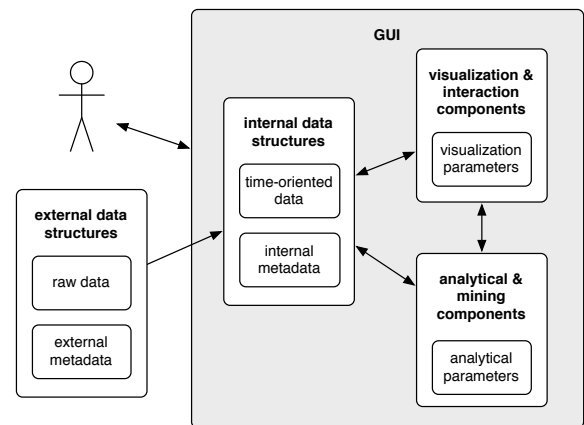 GUI
external data
structures
raw data
external
metadata
internal data
structures
time-oriented
data
internal
metadata
visualization &
interaction
components
visualization
parameters
analytical &
mining
components
analytical
parameters